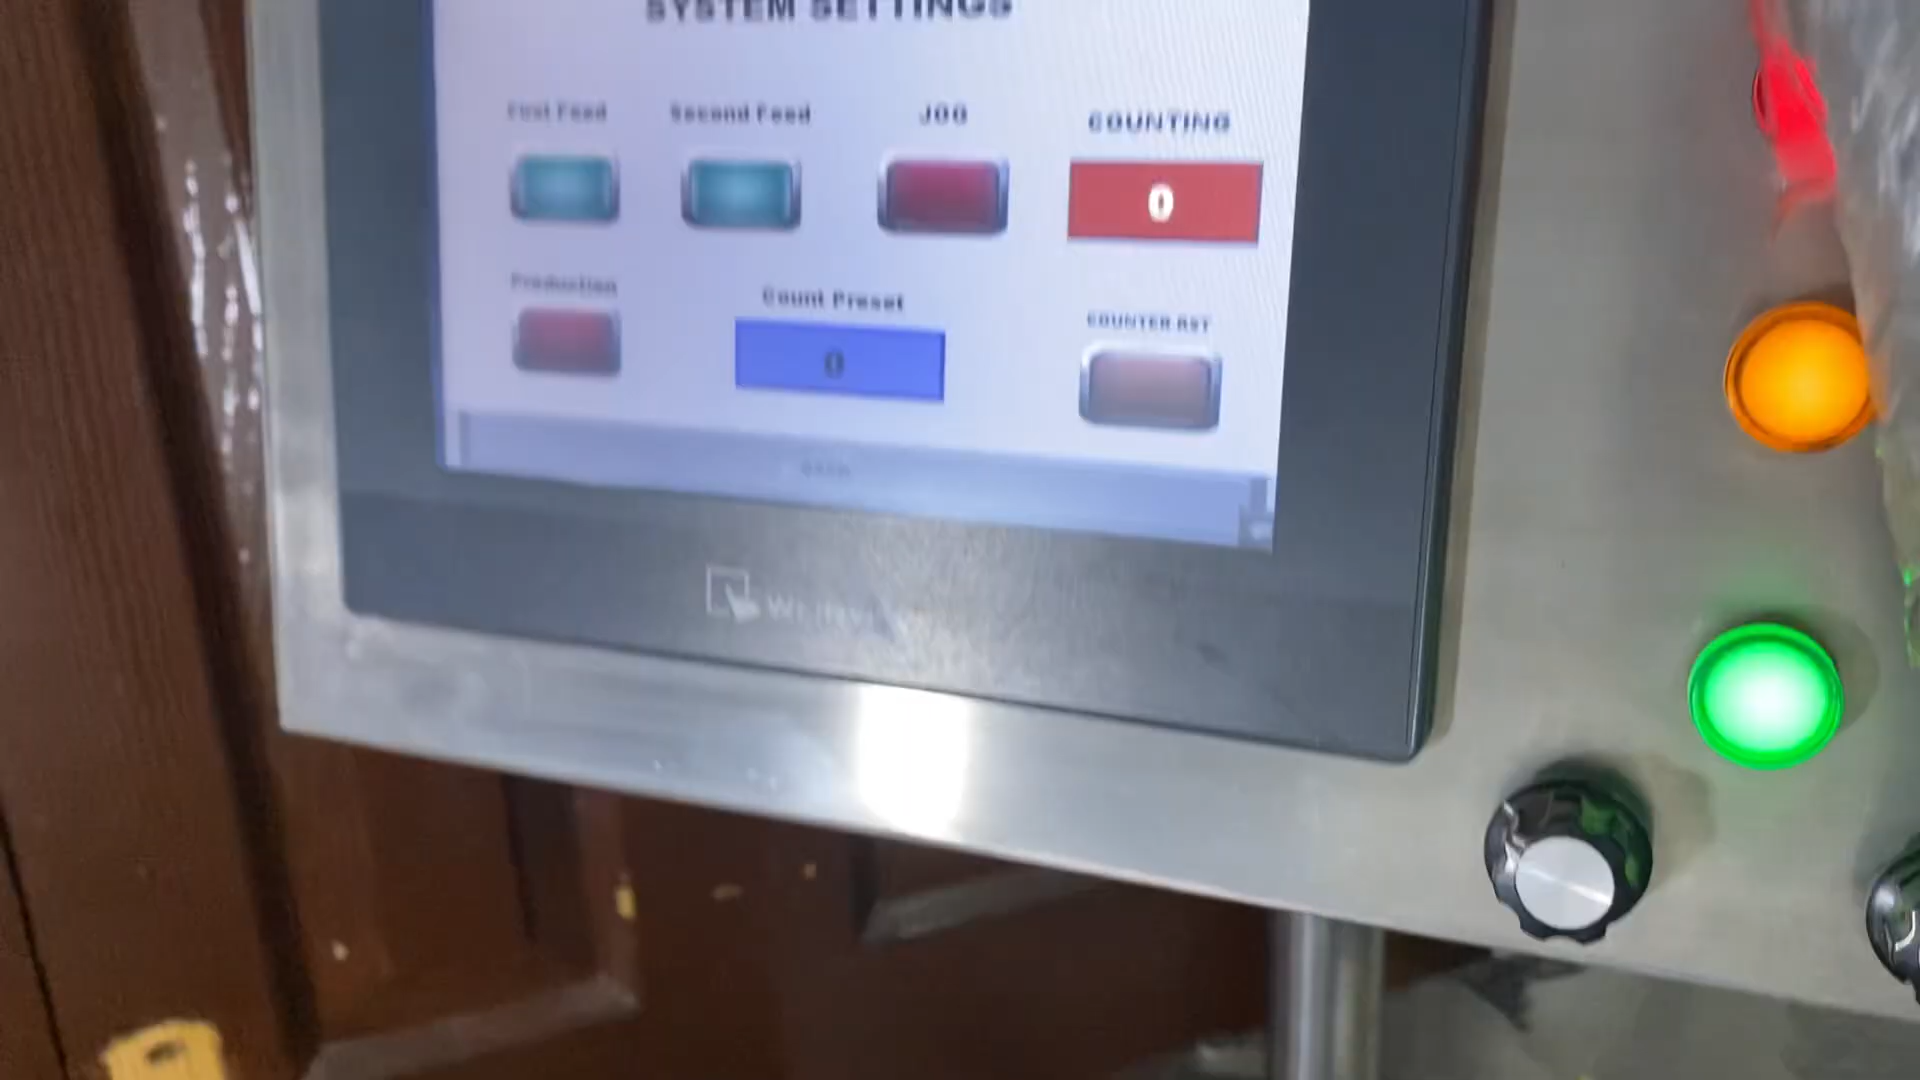 SYSTEM SETTINGS
First Feed
Second Feed
JOG
COUNTING
0
Production
Count Preset
0
COUNTER RST